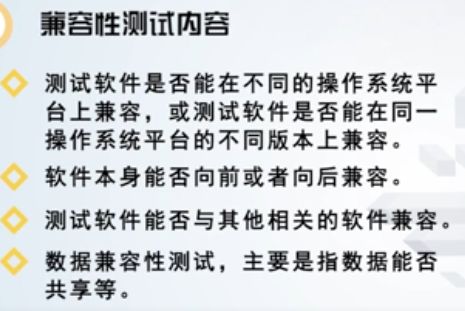 兼容性测试内容
测试软件是否能在不同的操作系统平
台上兼容，或测试软件是否能在同一
操作系统平台的不同版本上兼容。
软件本身能否向前或者向后兼容。
测试软件能否与其他相关的软件兼容。
数据兼容性测试，主要是指数据能否
共享等。